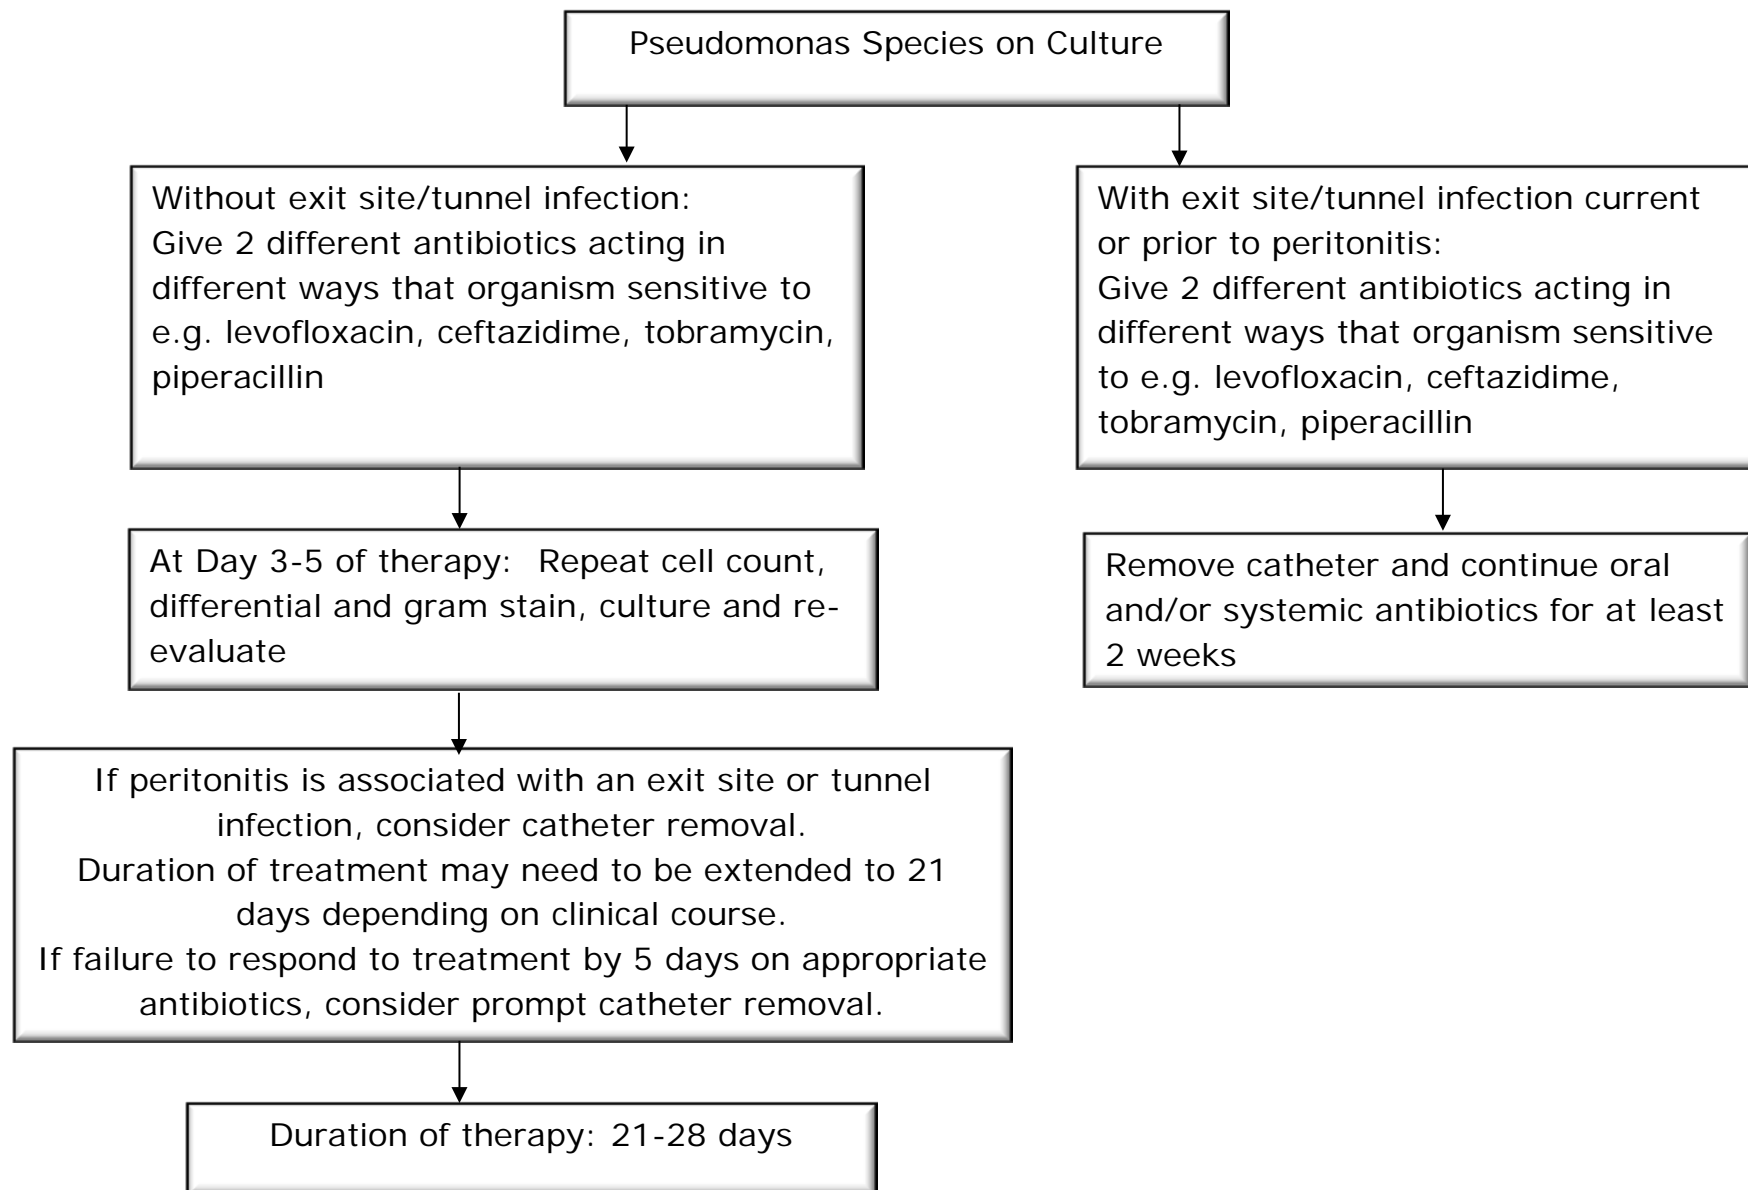 Pseudomonas Species on Culture
Without exit site/tunnel infection:
Give 2 different antibiotics acting in
different ways that organism sensitive to
e.g. levofloxacin, ceftazidime, tobramycin,
piperacillin
With exit site/tunnel infection current
or prior to peritonitis:
Give 2 different antibiotics acting in
different ways that organism sensitive
to e.g. levofloxacin, ceftazidime,
tobramycin, piperacillin
At Day 3-5 of therapy:  Repeat cell count,
differential and gram stain, culture and re-
evaluate
Remove catheter and continue oral
and/or systemic antibiotics for at least
2 weeks
If peritonitis is associated with an exit site or tunnel
infection, consider catheter removal.
Duration of treatment may need to be extended to 21
days depending on clinical course.
If failure to respond to treatment by 5 days on appropriate
antibiotics, consider prompt catheter removal.
Duration of therapy: 21-28 days